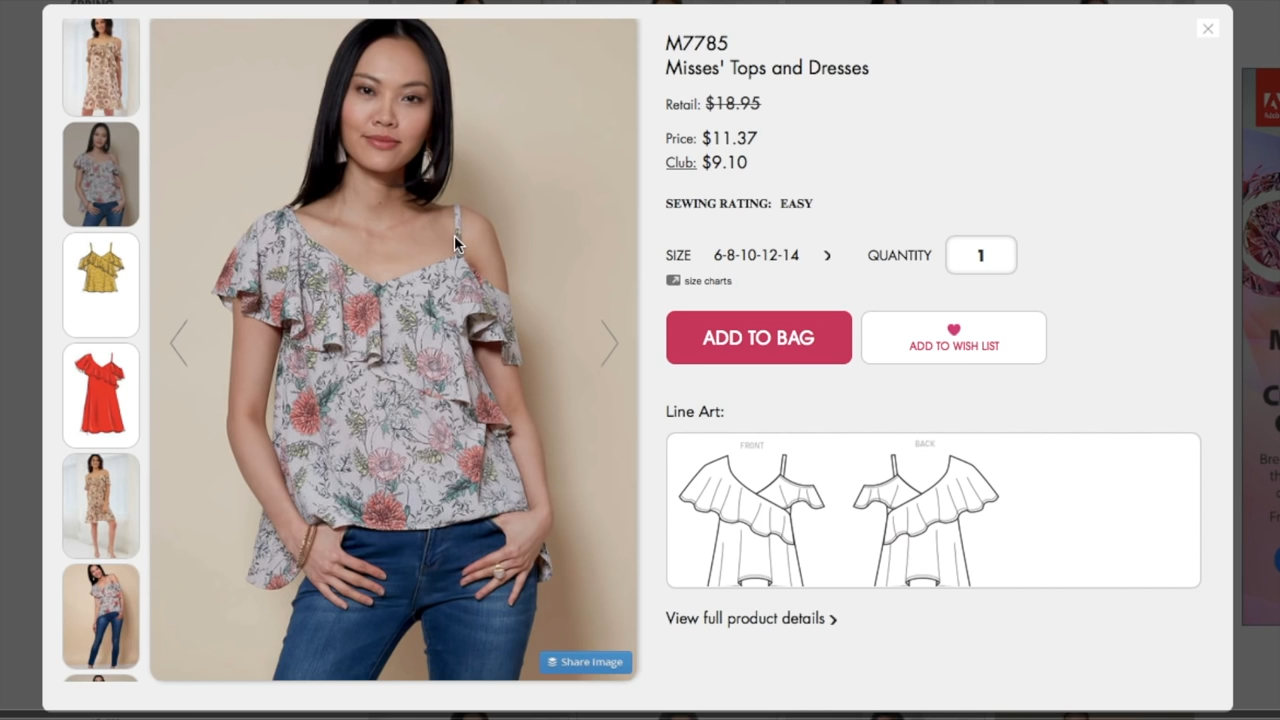 M7785
Misses' Tops and Dresses
Retail: $18.95
Price: $11.37
Club: $9.10
SEWING RATING: EASY
SIZE 6-8-10-12-14 QUANTITY 1
size charts
ADD TO BAG
ADD TO WISH LIST
Line Art:
FRONT BACK
View full product details
Share Image